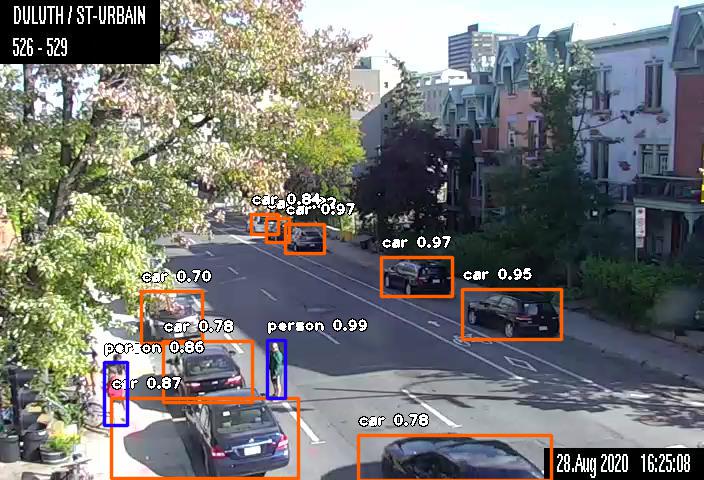 DULUTH / ST-URBAIN
526 - 529
car 0.84
car 0.97
car 0.97
car 0.95
car 0.70
car 0.78
person 0.99
person 0.86
car 0.87
car 0.78
28.Aug 2020 16:25:08